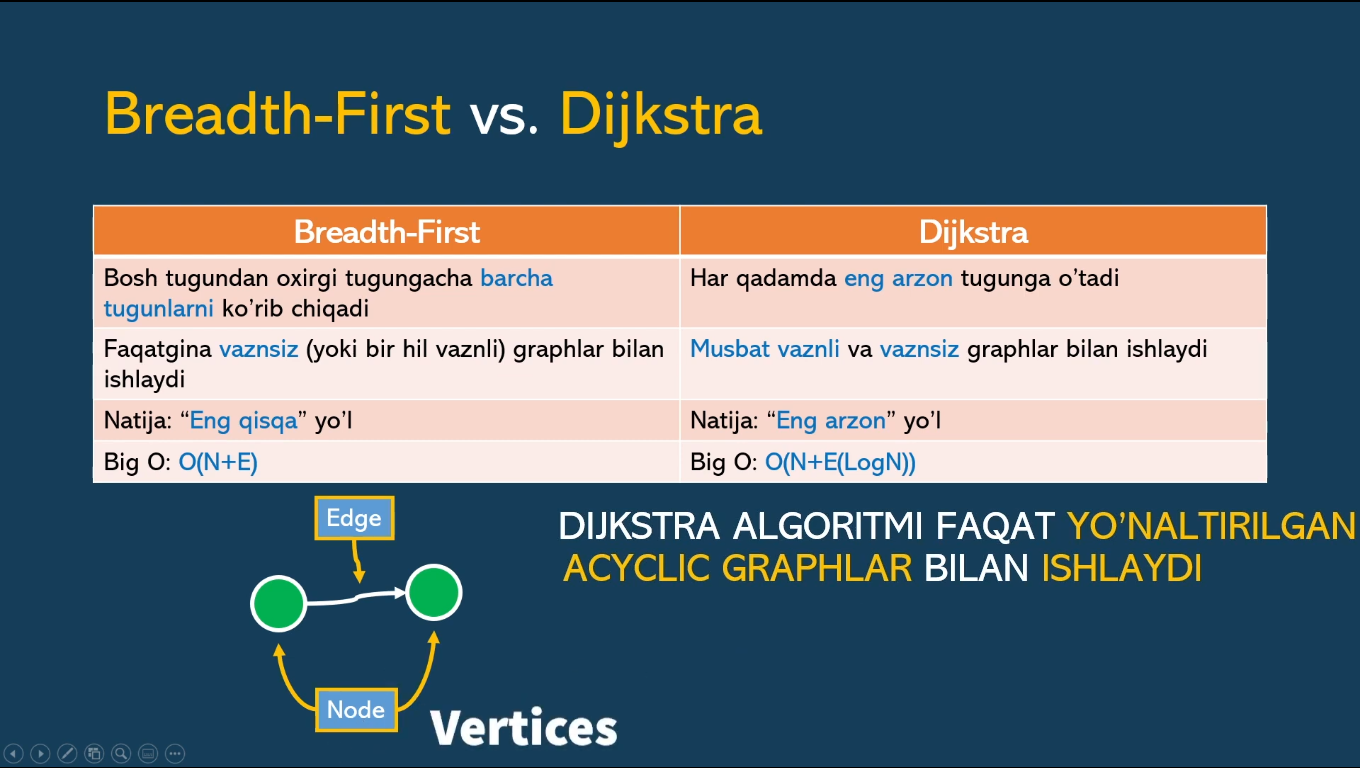 Breadth-First vs. Dijkstra
Breadth-First
Dijkstra
Bosh tugundan oxirgi tugungacha barcha
tugunlarni ko’rib chiqadi
Har qadamda eng arzon tugunga o’tadi
Faqatgina vaznsiz (yoki bir hil vaznli) graphlar bilan
ishlaydi
Musbat vaznli va vaznsiz graphlar bilan ishlaydi
Natija: “Eng qisqa” yo’l
Natija: “Eng arzon” yo’l
Big O: O(N+E)
Big O: O(N+E(LogN))
Edge
DIJKSTRA ALGORITMI FAQAT YO’NALTIRILGAN
ACYCLIC GRAPHLAR BILAN ISHLAYDI
Node
Vertices